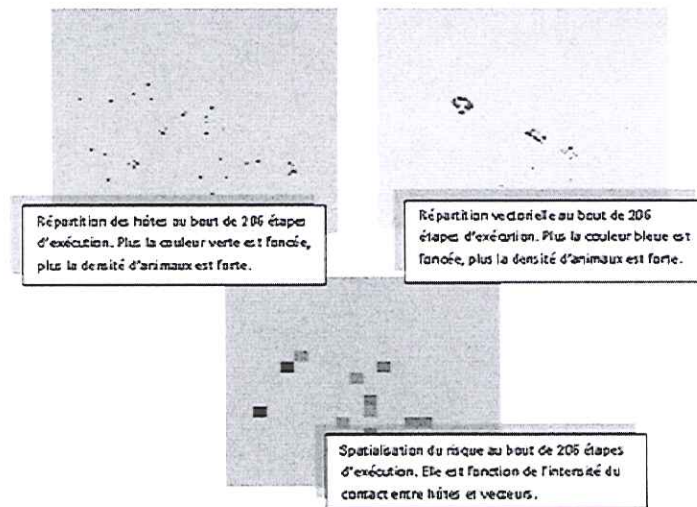 Répartition des hôtes au bout de 206 étapes
d'exécution. Plus la couleur verte est foncée,
plus la densité d'animaux est forte.
Répartition vectorielle au bout de 206
étapes d'exécution. Plus la couleur bleue est
foncée, plus la densité d'animaux est forte.
Spatialisation du risque au bout de 206 étapes
d'exécution. Elle est fonction de l'intensité du
contact entre hôtes et vecteurs.